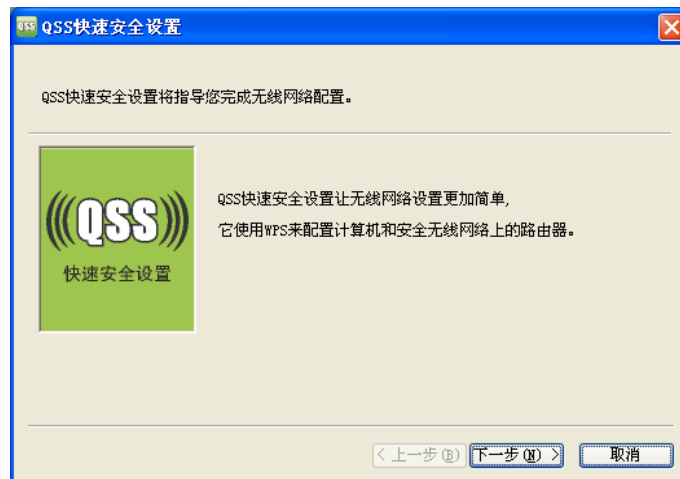 QSS快速安全设置
QSS快速安全设置将指导您完成无线网络配置。
(((QSS)))
快速安全设置
QSS快速安全设置让无线网络设置更加简单,
它使用WPS来配置计算机和安全无线网络上的路由器。
< 上一步(B) 下一步(N) > 取消